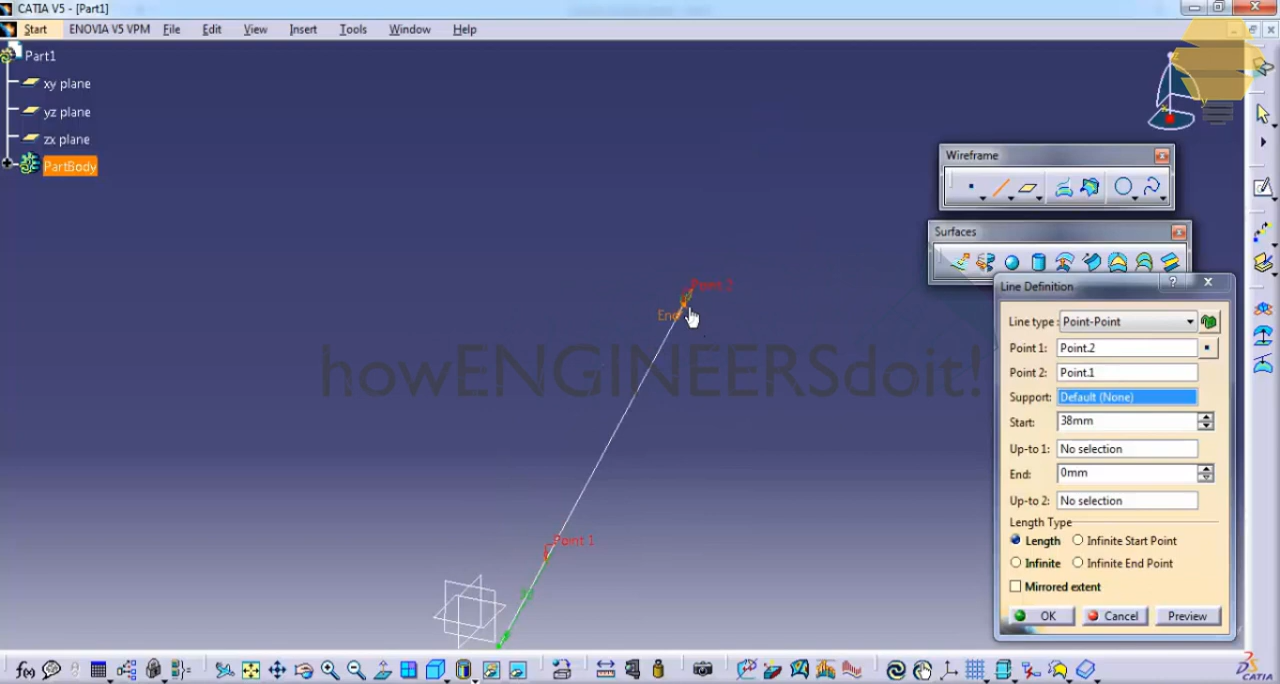 CATIA V5 - [Part1]
Start ENOVIA V5 VPM File Edit View Insert Tools Window Help
Part1
xy plane
yz plane
zx plane
PartBody
Wireframe
Surfaces
Line Definition
Line type : Point-Point
Point 1: Point.2
Point 2: Point.1
Support: Default (None)
Start: 38mm
Up-to 1: No selection
End: 0mm
Up-to 2: No selection
Length Type
Length Infinite Start Point
Infinite Infinite End Point
Mirrored extent
OK Cancel Preview
Point 2
End
howENGINEERSdoit!
Point 1
f(x)
CATIA